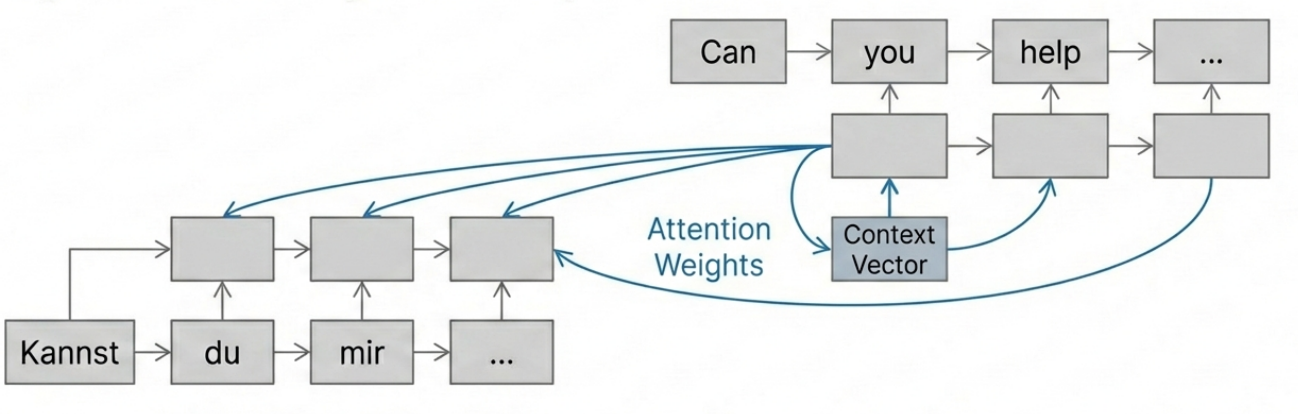 Can you help ...
Attention
Weights
Context
Vector
Kannst du mir ...